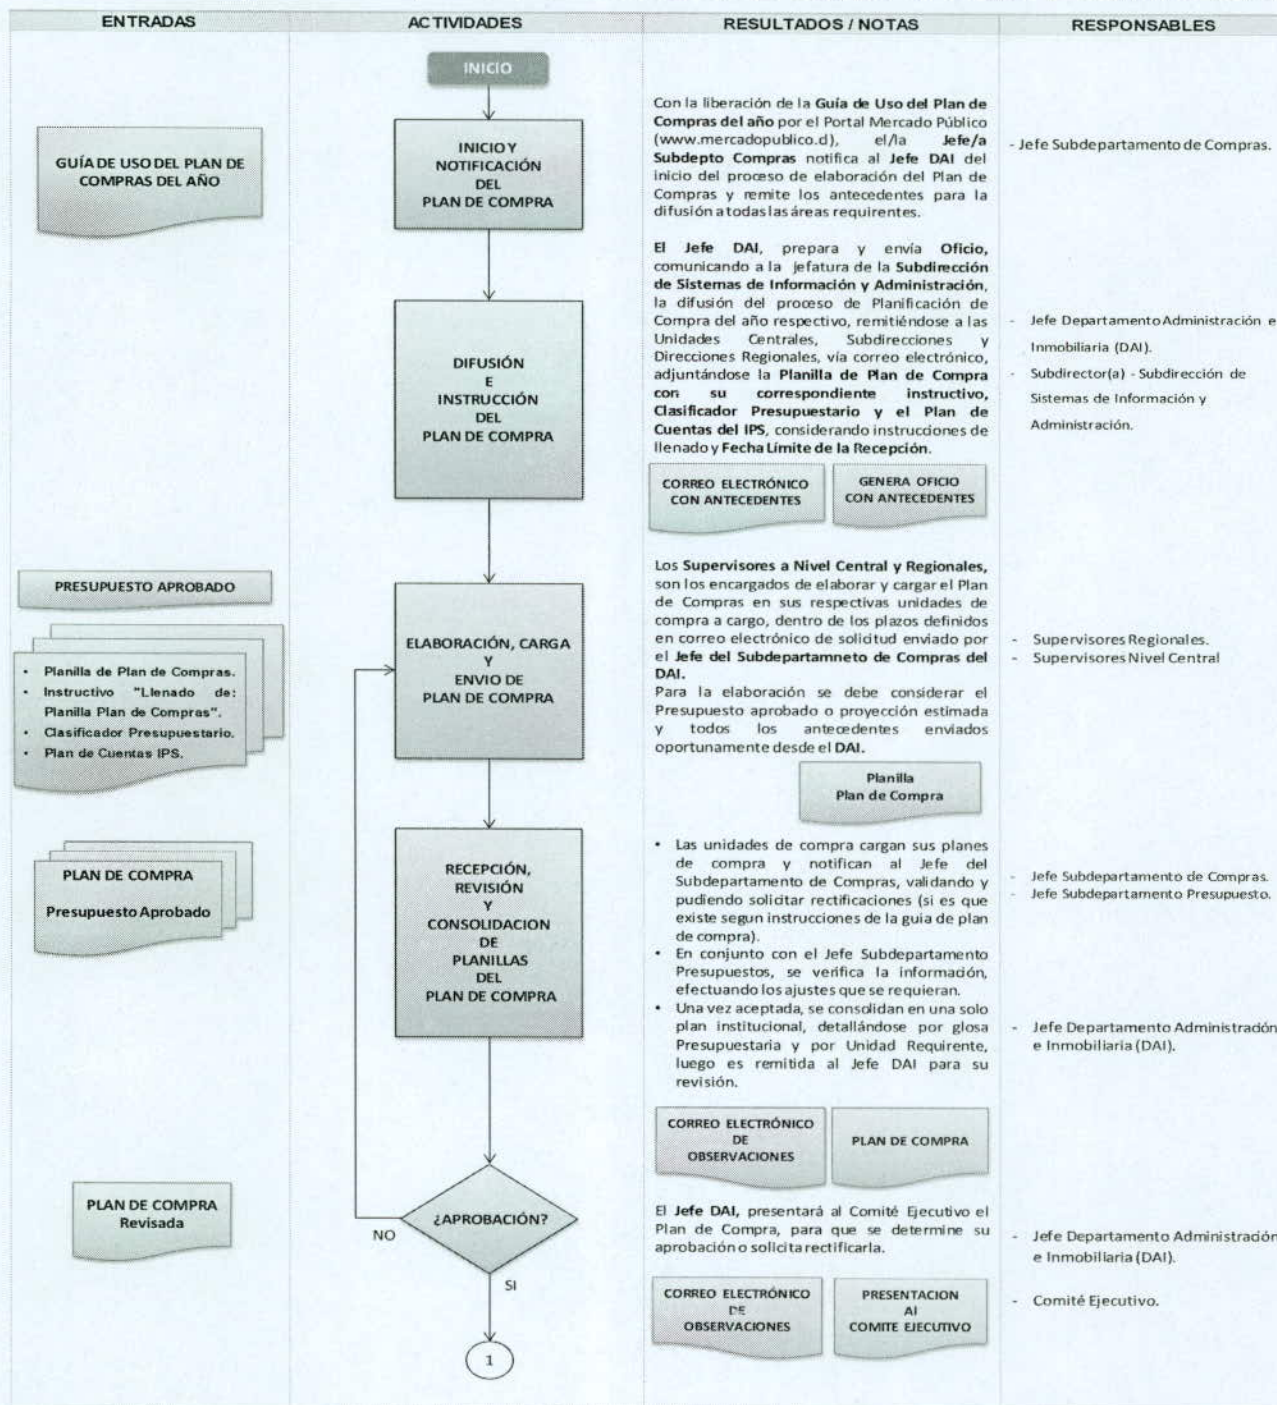 ENTRADAS
ACTIVIDADES
RESULTADOS / NOTAS
RESPONSABLES
INICIO
GUÍA DE USO DEL PLAN DE
COMPRAS DEL AÑO
INICIO Y
NOTIFICACIÓN
DEL
PLAN DE COMPRA
Con la liberación de la Guía de Uso del Plan de
Compras del año por el Portal Mercado Público
(www.mercadopublico.cl), el/la Jefe/a
Subdepto Compras notifica al Jefe DAI del
inicio del proceso de elaboración del Plan de
Compras y remite los antecedentes para la
difusión a todas las áreas requirentes.
- Jefe Subdepartamento de Compras.
DIFUSIÓN
E
INSTRUCCIÓN
DEL
PLAN DE COMPRA
El Jefe DAI, prepara y envía Oficio,
comunicando a la jefatura de la Subdirección
de Sistemas de Información y Administración,
la difusión del proceso de Planificación de
Compra del año respectivo, remitiéndose a las
Unidades Centrales, Subdirecciones y
Direcciones Regionales, vía correo electrónico,
adjuntándose la Planilla de Plan de Compra
con su correspondiente instructivo,
Clasificador Presupuestario y el Plan de
Cuentas del IPS, considerando instrucciones de
llenado y Fecha Límite de la Recepción.
CORREO ELECTRÓNICO
CON ANTECEDENTES
GENERA OFICIO
CON ANTECEDENTES
- Jefe Departamento Administración e
Inmobiliaria (DAI).
- Subdirector(a) - Subdirección de
Sistemas de Información y
Administración.
PRESUPUESTO APROBADO
• Planilla de Plan de Compras.
• Instructivo "Llenado de:
Planilla Plan de Compras".
• Clasificador Presupuestario.
• Plan de Cuentas IPS.
ELABORACIÓN, CARGA
Y
ENVIO DE
PLAN DE COMPRA
Los Supervisores a Nivel Central y Regionales,
son los encargados de elaborar y cargar el Plan
de Compras en sus respectivas unidades de
compra a cargo, dentro de los plazos definidos
en correo electrónico de solicitud enviado por
el Jefe del Subdepartamneto de Compras del
DAI.
Para la elaboración se debe considerar el
Presupuesto aprobado o proyección estimada
y todos los antecedentes enviados
oportunamente desde el DAI.
Planilla
Plan de Compra
- Supervisores Regionales.
- Supervisores Nivel Central
PLAN DE COMPRA
Presupuesto Aprobado
RECEPCIÓN,
REVISIÓN
Y
CONSOLIDACION
DE
PLANILLAS
DEL
PLAN DE COMPRA
• Las unidades de compra cargan sus planes
de compra y notifican al Jefe del
Subdepartamento de Compras, validando y
pudiendo solicitar rectificaciones (si es que
existe segun instrucciones de la guia de plan
de compra).
• En conjunto con el Jefe Subdepartamento
Presupuestos, se verifica la información,
efectuando los ajustes que se requieran.
• Una vez aceptada, se consolidan en una solo
plan institucional, detallándose por glosa
Presupuestaria y por Unidad Requirente,
luego es remitida al Jefe DAI para su
revisión.
CORREO ELECTRÓNICO
DE
OBSERVACIONES
PLAN DE COMPRA
- Jefe Subdepartamento de Compras.
- Jefe Subdepartamento Presupuesto.
- Jefe Departamento Administración
e Inmobiliaria (DAI).
PLAN DE COMPRA
Revisada
¿APROBACIÓN?
NO
SI
1
El Jefe DAI, presentará al Comité Ejecutivo el
Plan de Compra, para que se determine su
aprobación o solicita rectificarla.
CORREO ELECTRÓNICO
DE
OBSERVACIONES
PRESENTACION
Al
COMITE EJECUTIVO
- Jefe Departamento Administración
e Inmobiliaria (DAI).
- Comité Ejecutivo.